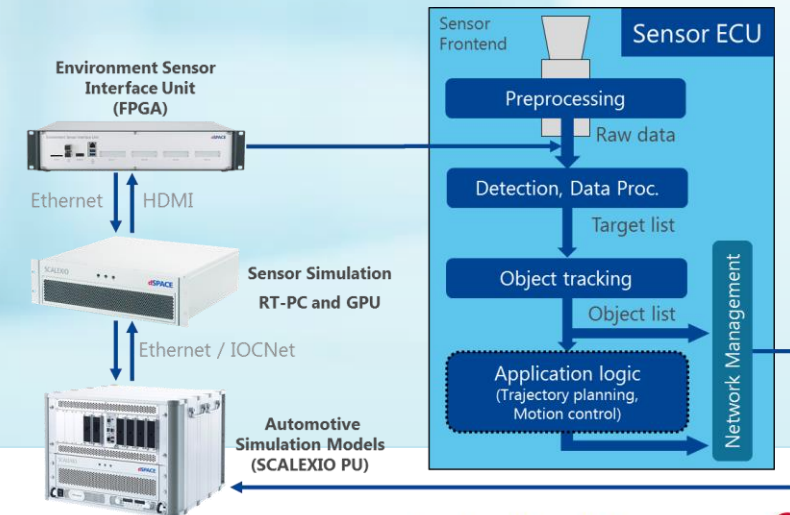 Environment Sensor
Interface Unit
(FPGA)
dSPACE
Ethernet
HDMI
SCALEXIO
dSPACE
Sensor Simulation
RT-PC and GPU
Ethernet / IOCNet
SCALEXIO
dSPACE
Automotive
Simulation Models
(SCALEXIO PU)
Sensor
Frontend
Sensor ECU
Preprocessing
Raw data
Detection, Data Proc.
Target list
Object tracking
Object list
Application logic
(Trajectory planning,
Motion control)
Network Management